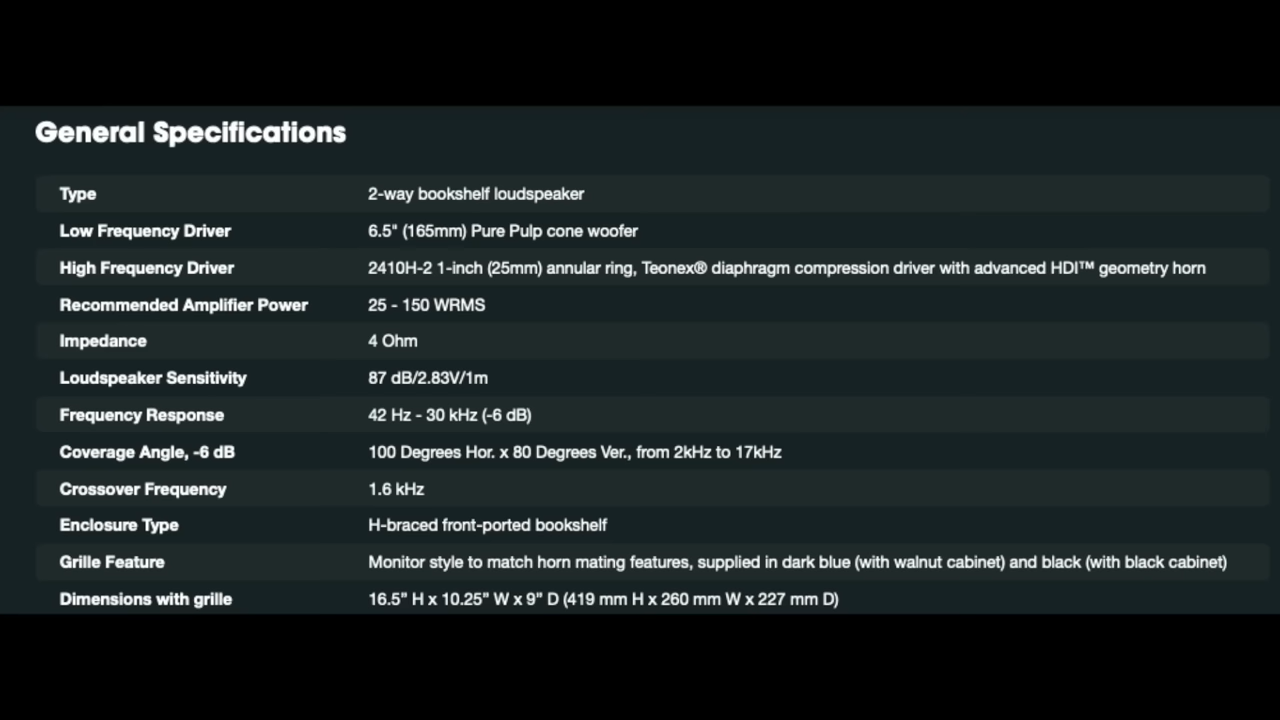 General Specifications
Type 2-way bookshelf loudspeaker
Low Frequency Driver 6.5" (165mm) Pure Pulp cone woofer
High Frequency Driver 2410H-2 1-inch (25mm) annular ring, Teonex® diaphragm compression driver with advanced HDI™ geometry horn
Recommended Amplifier Power 25 - 150 WRMS
Impedance 4 Ohm
Loudspeaker Sensitivity 87 dB/2.83V/1m
Frequency Response 42 Hz - 30 kHz (-6 dB)
Coverage Angle, -6 dB 100 Degrees Hor. x 80 Degrees Ver., from 2kHz to 17kHz
Crossover Frequency 1.6 kHz
Enclosure Type H-braced front-ported bookshelf
Grille Feature Monitor style to match horn mating features, supplied in dark blue (with walnut cabinet) and black (with black cabinet)
Dimensions with grille 16.5” H x 10.25” W x 9” D (419 mm H x 260 mm W x 227 mm D)